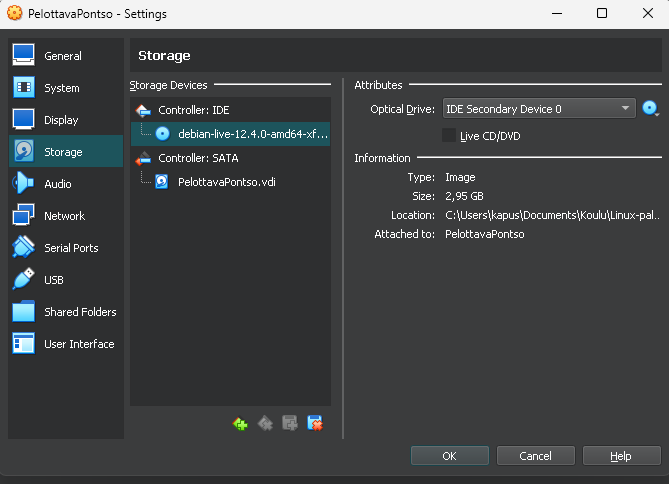 PelottavaPontso - Settings
General
System
Display
Storage
Audio
Network
Serial Ports
USB
Shared Folders
User Interface
Storage
Storage Devices
Controller: IDE
debian-live-12.4.0-amd64-xf...
Controller: SATA
PelottavaPontso.vdi
Attributes
Optical Drive: IDE Secondary Device 0
Live CD/DVD
Information
Type: Image
Size: 2,95 GB
Location: C:\Users\kapus\Documents\Koulu\Linux-pal...
Attached to: PelottavaPontso
OK Cancel Help